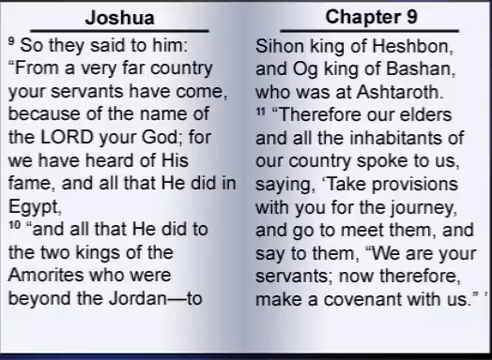 Joshua
⁹ So they said to him:
“From a very far country
your servants have come,
because of the name of
the LORD your God; for
we have heard of His
fame, and all that He did in
Egypt,
¹⁰ “and all that He did to
the two kings of the
Amorites who were
beyond the Jordan—to
Chapter 9
Sihon king of Heshbon,
and Og king of Bashan,
who was at Ashtaroth.
¹¹ “Therefore our elders
and all the inhabitants of
our country spoke to us,
saying, ‘Take provisions
with you for the journey,
and go to meet them, and
say to them, “We are your
servants; now therefore,
make a covenant with us.” ’